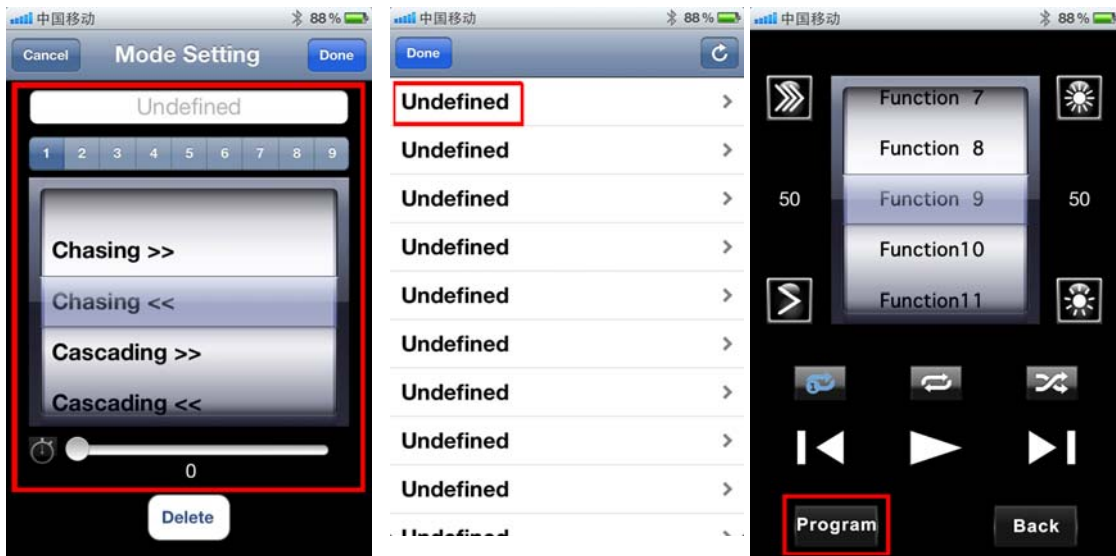 中国移动 88%
Cancel Mode Setting Done
Undefined
1 2 3 4 5 6 7 8 9
Chasing >>
Chasing <<
Cascading >>
Cascading <<
0
Delete
中国移动 88%
Done
Undefined
Undefined
Undefined
Undefined
Undefined
Undefined
Undefined
Undefined
Undefined
Undefined
中国移动 88%
Function 7
Function 8
50 Function 9 50
Function10
Function11
1
Program Back